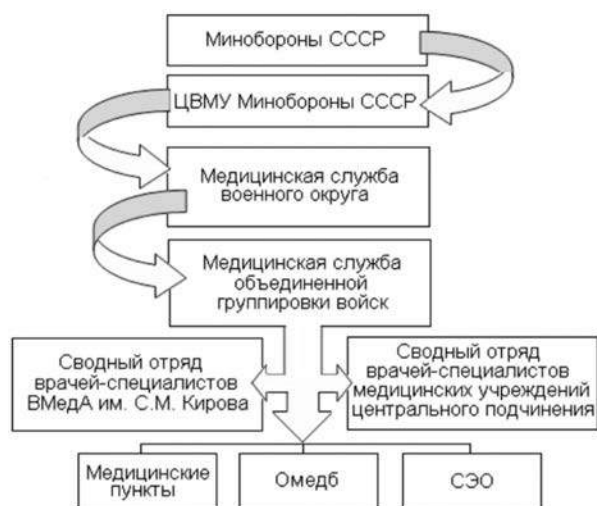 Минобороны СССР
ЦВМУ Минобороны СССР
Медицинская служба
военного округа
Медицинская служба
объединенной
группировки войск
Сводный отряд
врачей-специалистов
ВМедА им. С.М. Кирова
Сводный отряд
врачей-специалистов
медицинских учреждений
центрального подчинения
Медицинские
пункты
Омедб
СЭО